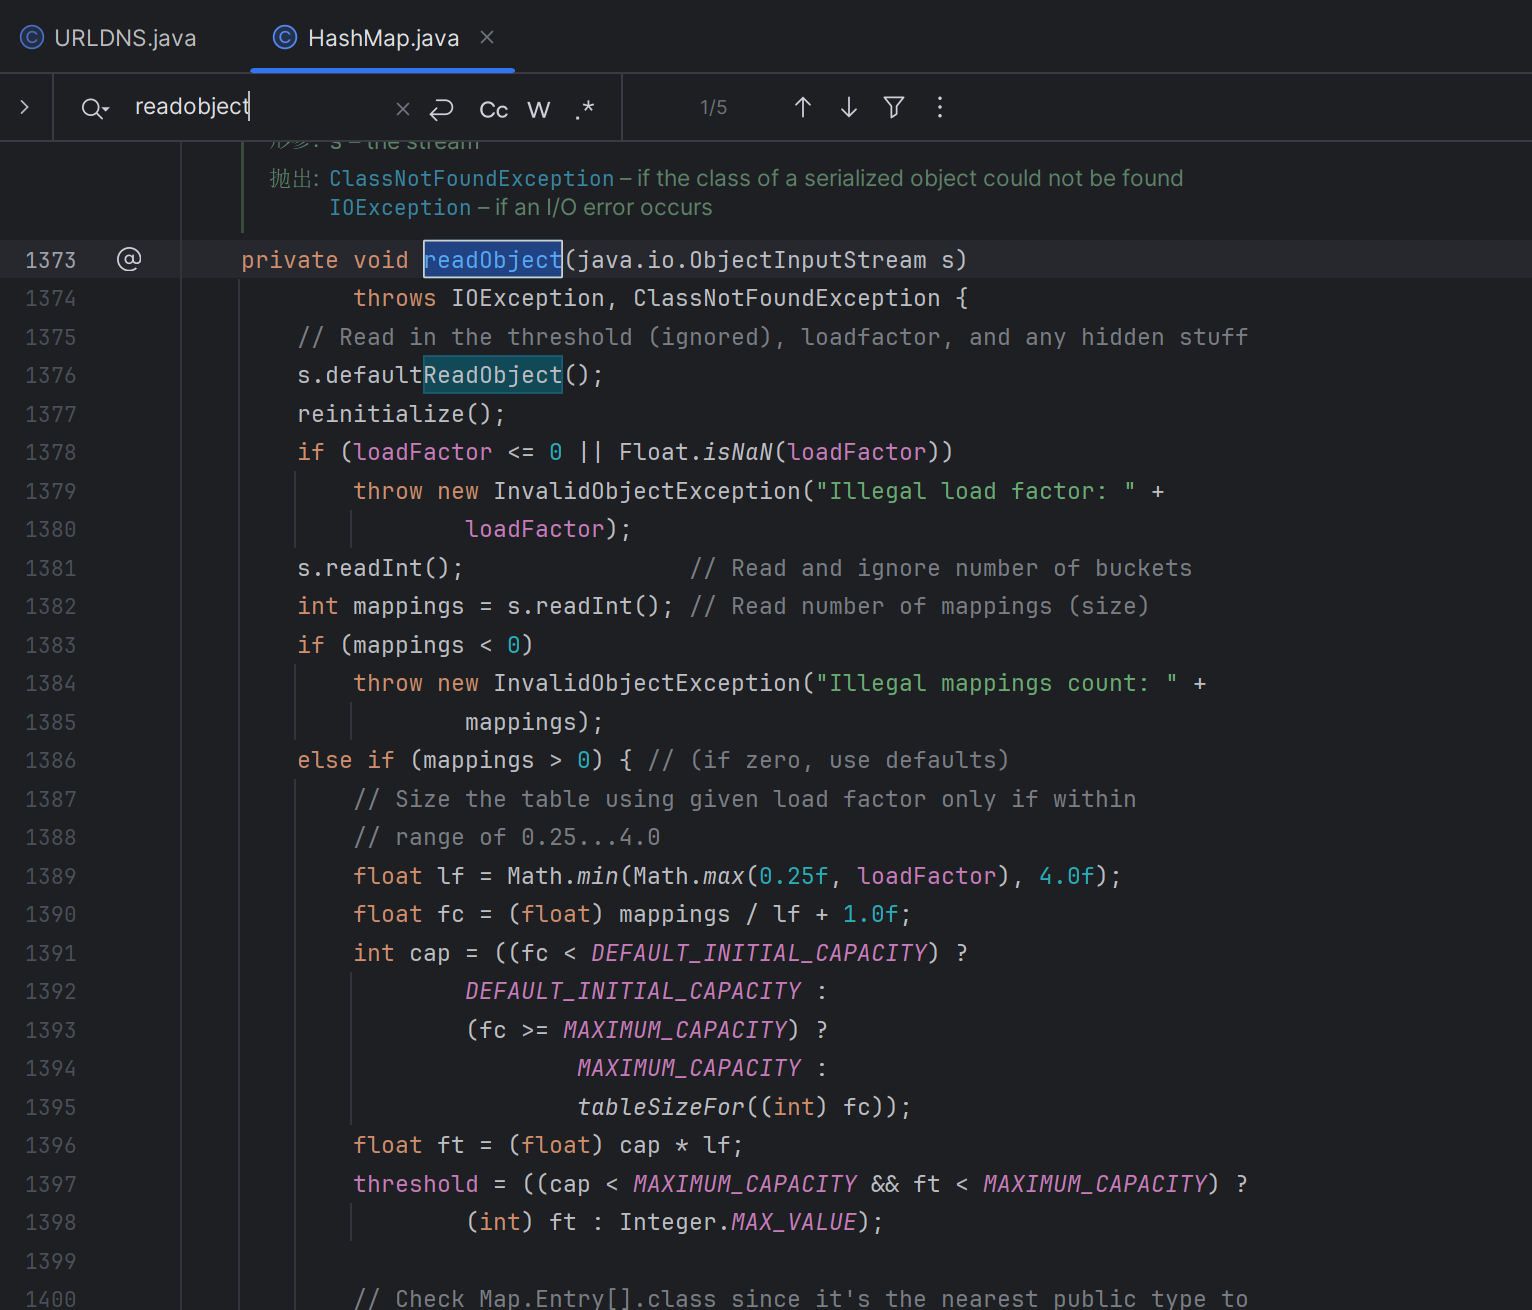 URLDNS.java HashMap.java
readobject Cc W .* 1/5
形参: s – the stream
抛出: ClassNotFoundException – if the class of a serialized object could not be found
IOException – if an I/O error occurs
1373 @ private void readObject(java.io.ObjectInputStream s)
1374 throws IOException, ClassNotFoundException {
1375 // Read in the threshold (ignored), loadfactor, and any hidden stuff
1376 s.defaultReadObject();
1377 reinitialize();
1378 if (loadFactor <= 0 || Float.isNaN(loadFactor))
1379 throw new InvalidObjectException("Illegal load factor: " +
1380 loadFactor);
1381 s.readInt(); // Read and ignore number of buckets
1382 int mappings = s.readInt(); // Read number of mappings (size)
1383 if (mappings < 0)
1384 throw new InvalidObjectException("Illegal mappings count: " +
1385 mappings);
1386 else if (mappings > 0) { // (if zero, use defaults)
1387 // Size the table using given load factor only if within
1388 // range of 0.25...4.0
1389 float lf = Math.min(Math.max(0.25f, loadFactor), 4.0f);
1390 float fc = (float) mappings / lf + 1.0f;
1391 int cap = ((fc < DEFAULT_INITIAL_CAPACITY) ?
1392 DEFAULT_INITIAL_CAPACITY :
1393 (fc >= MAXIMUM_CAPACITY) ?
1394 MAXIMUM_CAPACITY :
1395 tableSizeFor((int) fc));
1396 float ft = (float) cap * lf;
1397 threshold = ((cap < MAXIMUM_CAPACITY && ft < MAXIMUM_CAPACITY) ?
1398 (int) ft : Integer.MAX_VALUE);
1399
1400 // Check Map.Entry[].class since it's the nearest public type to